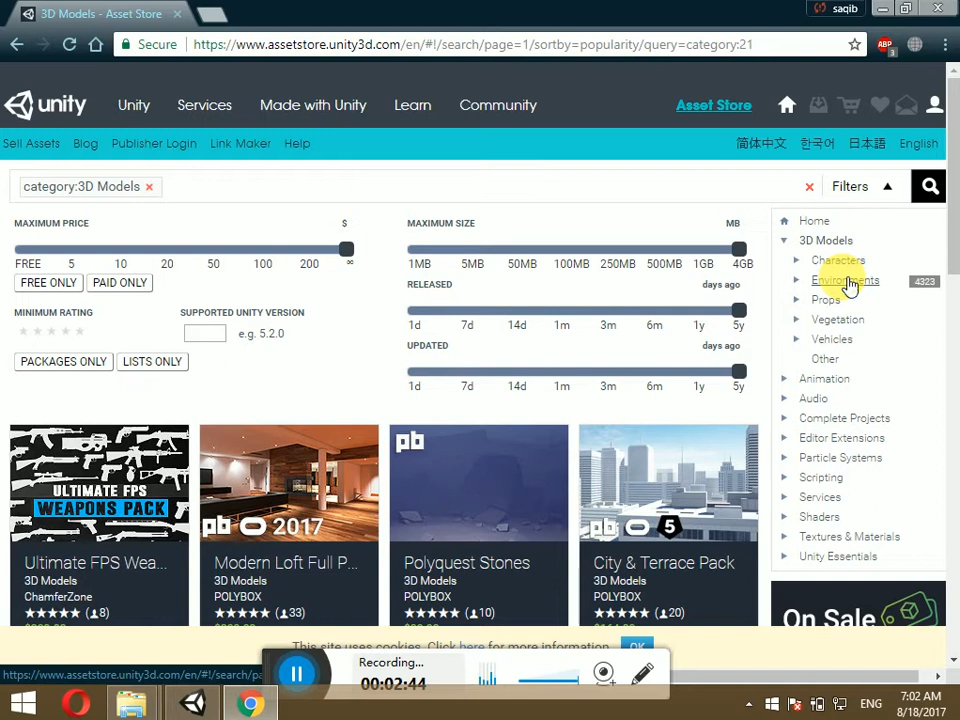 3D Models - Asset Store
saqib
Secure
https://www.assetstore.unity3d.com/en/#!/search/page=1/sortby=popularity/query=category:21
ABP
3
unity
Unity
Services
Made with Unity
Learn
Community
Asset Store
Sell Assets
Blog
Publisher Login
Link Maker
Help
简体中文
한국어
日本語
English
category:3D Models
Filters
MAXIMUM PRICE $
FREE 5 10 20 50 100 200 ∞
FREE ONLY
PAID ONLY
MINIMUM RATING
SUPPORTED UNITY VERSION
e.g. 5.2.0
PACKAGES ONLY
LISTS ONLY
MAXIMUM SIZE MB
1MB 5MB 50MB 100MB 250MB 500MB 1GB 4GB
RELEASED days ago
1d 7d 14d 1m 3m 6m 1y 5y
UPDATED days ago
1d 7d 14d 1m 3m 6m 1y 5y
Home
3D Models
Characters
Environments 4323
Props
Vegetation
Vehicles
Other
Animation
Audio
Complete Projects
Editor Extensions
Particle Systems
Scripting
Services
Shaders
Textures & Materials
Unity Essentials
ULTIMATE FPS
WEAPONS PACK
Ultimate FPS Wea...
3D Models
ChamferZone
(8)
pb 2017
Modern Loft Full P...
3D Models
POLYBOX
(33)
pb
Polyquest Stones
3D Models
POLYBOX
(10)
pb 5
City & Terrace Pack
3D Models
POLYBOX
(20)
On Sale
This site uses cookies. Click here for more information.
OK
https://www.assetstore.unity3d.com/en/#!/search/pa
Recording...
00:02:44
ENG
7:02 AM
8/18/2017